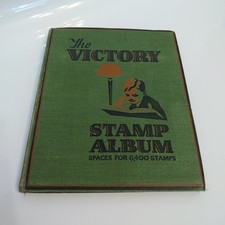 The
VICTORY
STAMP
ALBUM
SPACES FOR 6,400 STAMPS